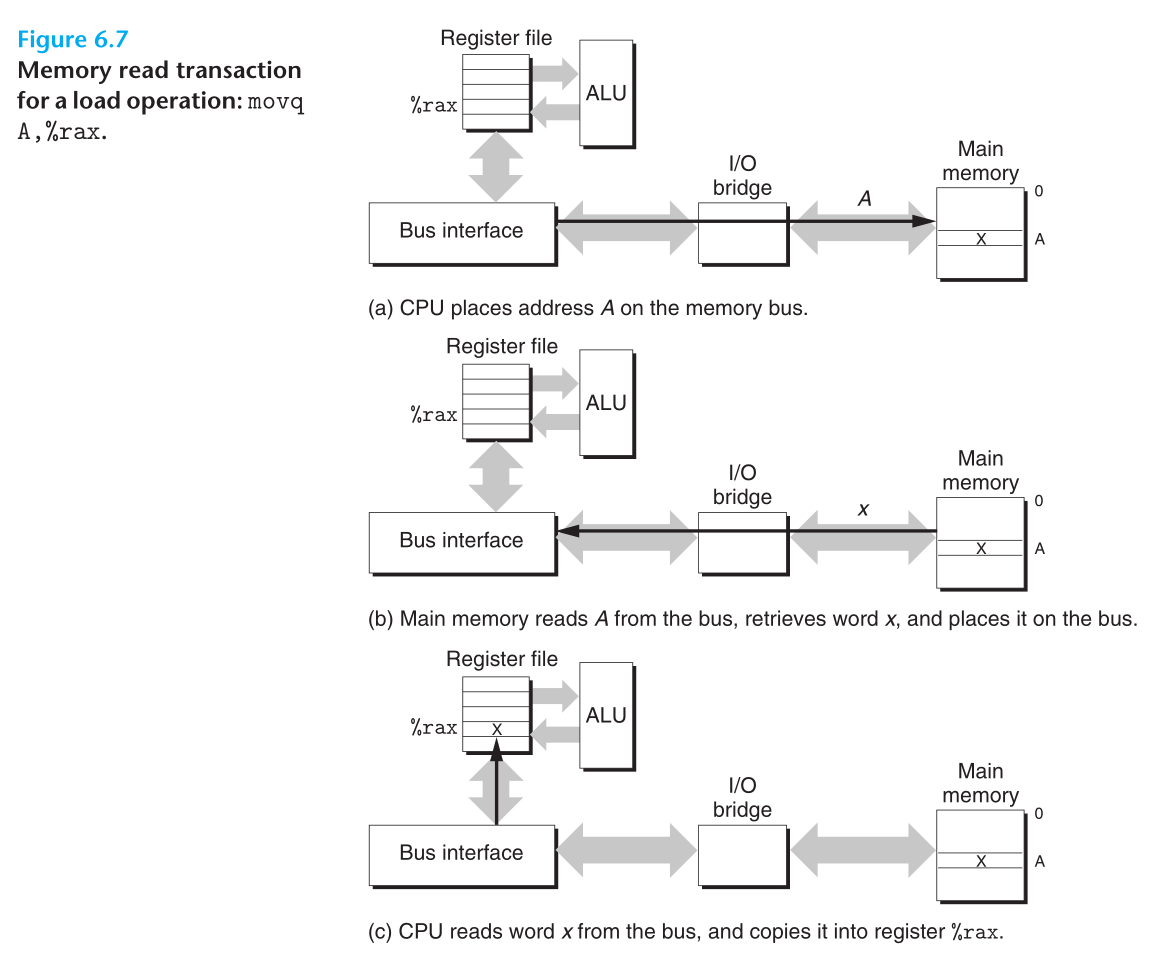 Figure 6.7
Memory read transaction
for a load operation: movq
A,%rax.
Register file
%rax
ALU
Bus interface
I/O
bridge
A
Main
memory
0
X
A
(a) CPU places address A on the memory bus.
Register file
%rax
ALU
Bus interface
I/O
bridge
x
Main
memory
0
X
A
(b) Main memory reads A from the bus, retrieves word x, and places it on the bus.
Register file
%rax
X
ALU
Bus interface
I/O
bridge
Main
memory
0
X
A
(c) CPU reads word x from the bus, and copies it into register %rax.